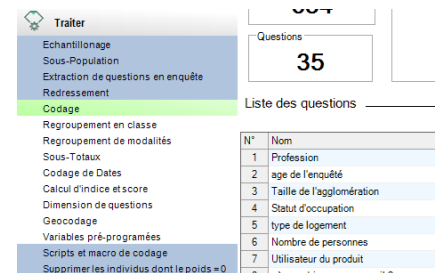 Traiter
Echantillonage
Sous-Population
Extraction de questions en enquête
Redressement
Codage
Regroupement en classe
Regroupement de modalités
Sous-Totaux
Codage de Dates
Calcul d'indice et score
Dimension de questions
Geocodage
Variables pré-programées
Scripts et macro de codage
Supprimer les individus dont le poids =0
Questions
35
Liste des questions
N° Nom
1 Profession
2 age de l'enquêté
3 Taille de l'agglomération
4 Statut d'occupation
5 type de logement
6 Nombre de personnes
7 Utilisateur du produit